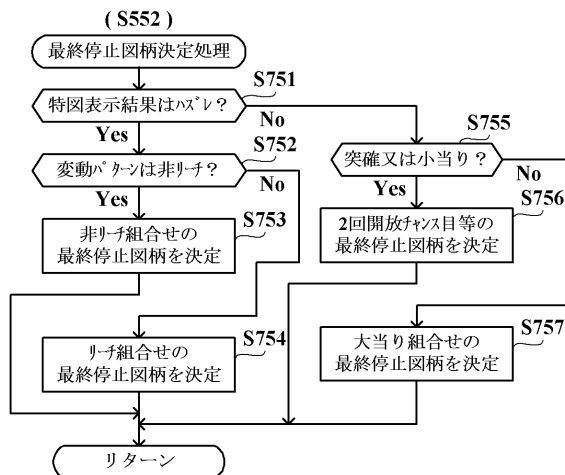 (S552)
最終停止図柄決定処理
S751
特図表示結果はﾊｽﾞﾚ?
Yes
No
S752
変動ﾊﾟﾀｰﾝは非ﾘｰﾁ?
Yes
No
S753
非ﾘｰﾁ組合せの
最終停止図柄を決定
S754
ﾘｰﾁ組合せの
最終停止図柄を決定
S755
突確又は小当り?
Yes
No
S756
2回開放ﾁｬﾝｽ目等の
最終停止図柄を決定
S757
大当り組合せの
最終停止図柄を決定
リターン